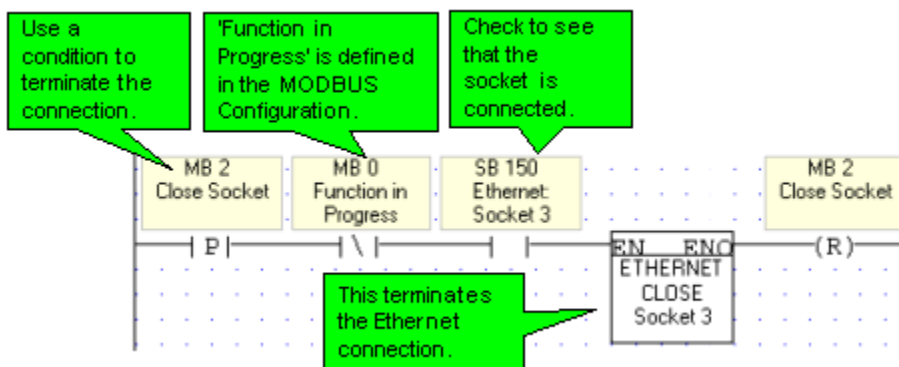 Use a
condition to
terminate the
connection.
'Function in
Progress' is defined
in the MODBUS
Configuration.
Check to see
that the
socket is
connected.
MB 2
Close Socket
MB 0
Function in
Progress
SB 150
Ethernet:
Socket 3
MB 2
Close Socket
P
\
EN ENO
(R)
ETHERNET
CLOSE
Socket 3
This terminates
the Ethernet
connection.